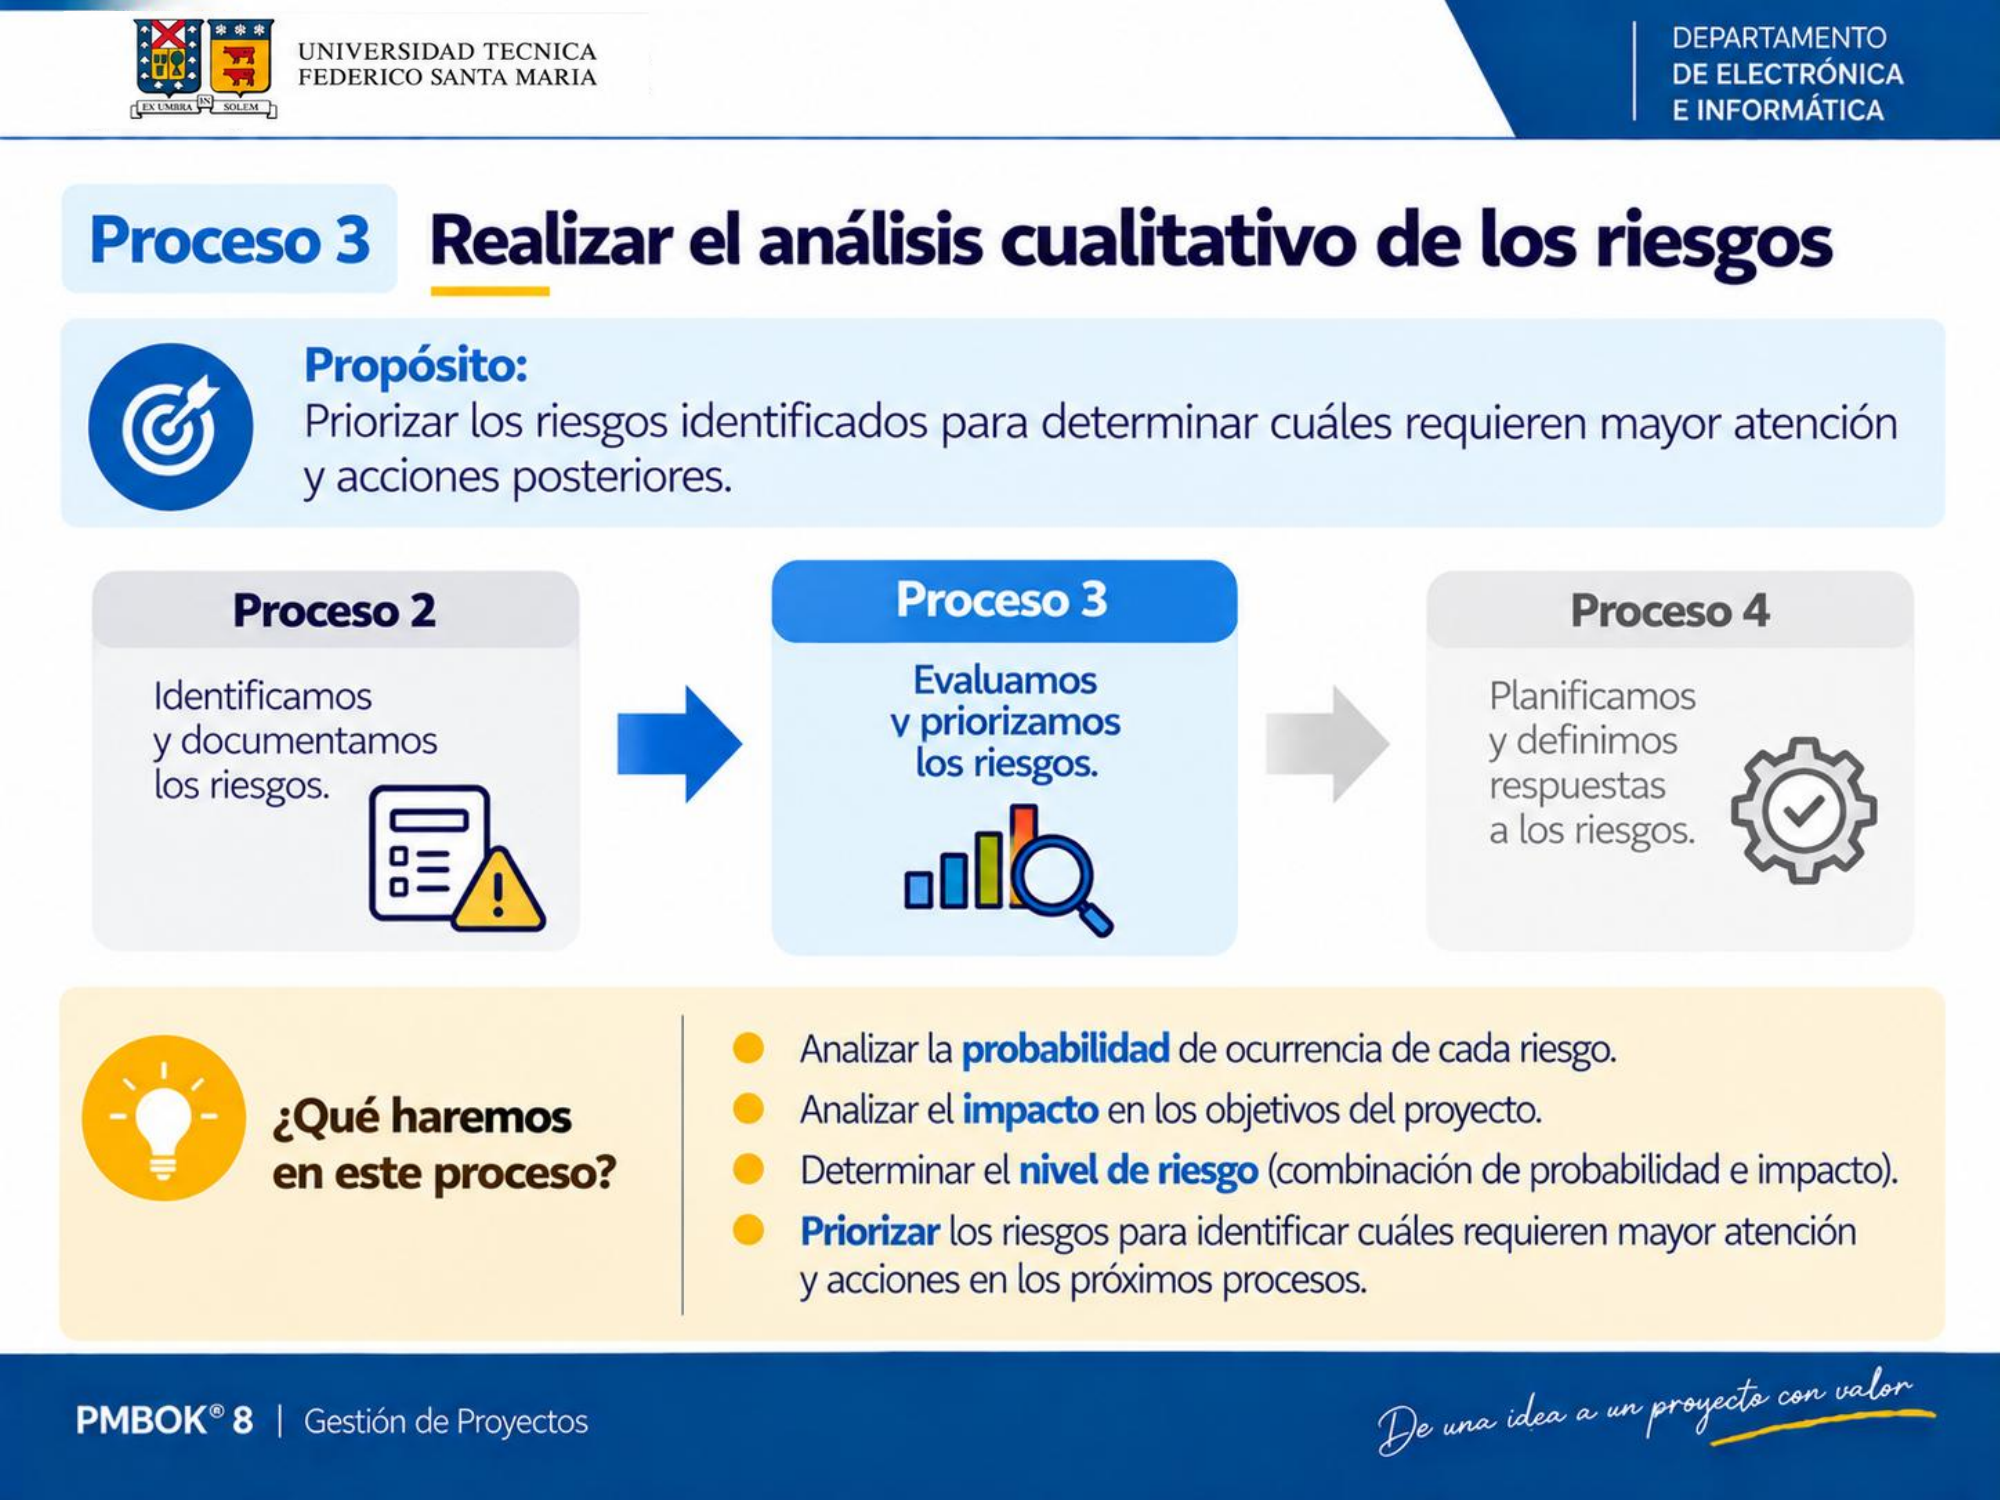 UNIVERSIDAD TECNICA
FEDERICO SANTA MARIA
EX UMBRA IN SOLEM
DEPARTAMENTO
DE ELECTRÓNICA
E INFORMÁTICA
Proceso 3
Realizar el análisis cualitativo de los riesgos
Propósito:
Priorizar los riesgos identificados para determinar cuáles requieren mayor atención
y acciones posteriores.
Proceso 2
Identificamos
y documentamos
los riesgos.
Proceso 3
Evaluamos
y priorizamos
los riesgos.
Proceso 4
Planificamos
y definimos
respuestas
a los riesgos.
¿Qué haremos
en este proceso?
Analizar la probabilidad de ocurrencia de cada riesgo.
Analizar el impacto en los objetivos del proyecto.
Determinar el nivel de riesgo (combinación de probabilidad e impacto).
Priorizar los riesgos para identificar cuáles requieren mayor atención
y acciones en los próximos procesos.
PMBOK® 8 | Gestión de Proyectos
De una idea a un proyecto con valor